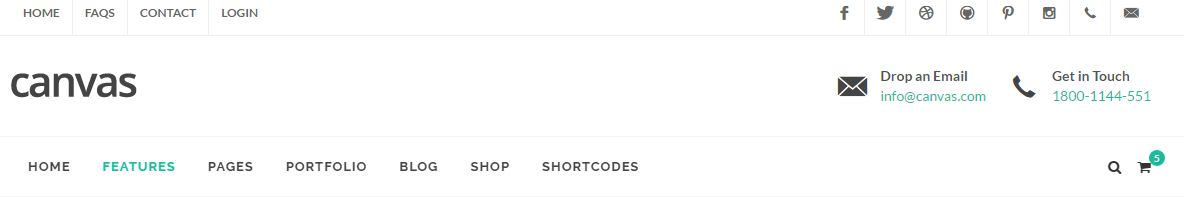 HOME FAQS CONTACT LOGIN
canvas
Drop an Email
info@canvas.com
Get in Touch
1800-1144-551
HOME FEATURES PAGES PORTFOLIO BLOG SHOP SHORTCODES
5